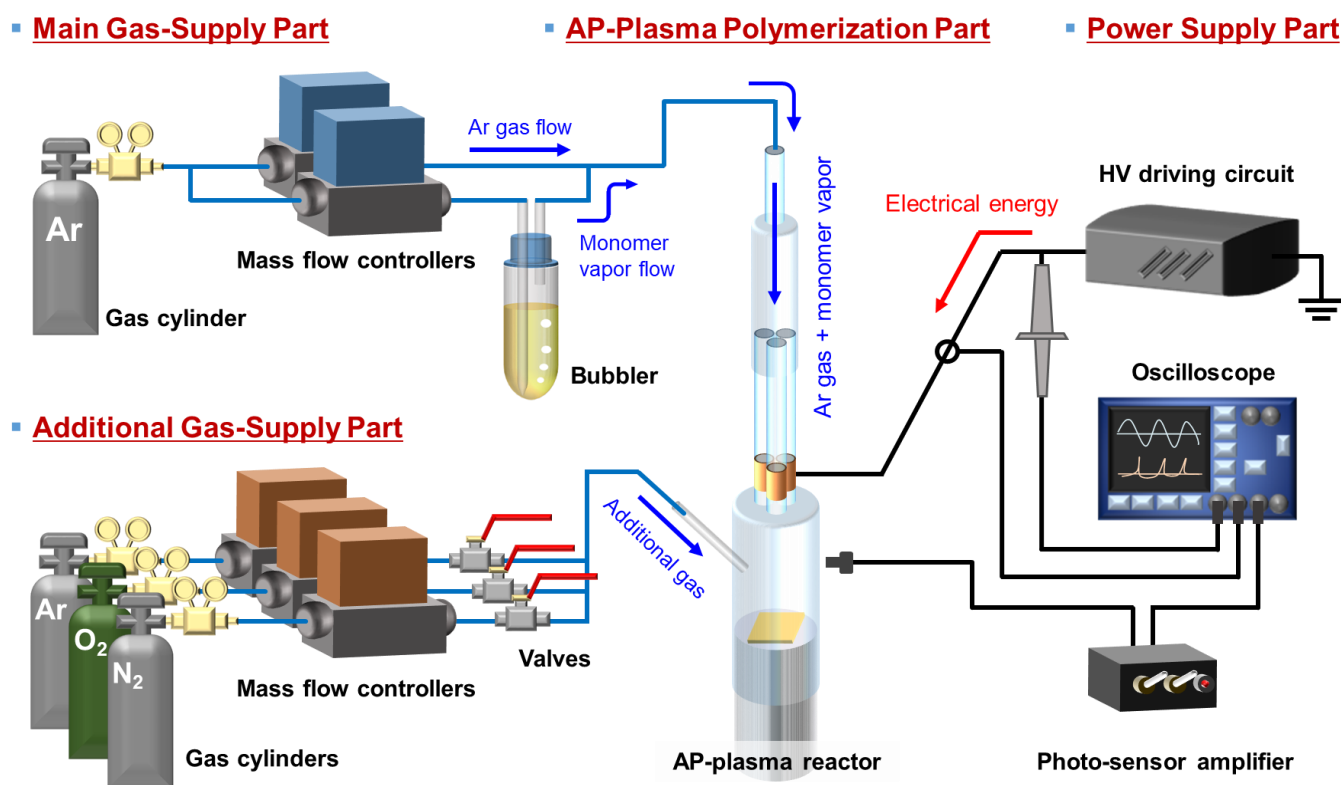 Main Gas-Supply Part
AP-Plasma Polymerization Part
Power Supply Part
Ar
Gas cylinder
Mass flow controllers
Ar gas flow
Monomer
vapor flow
Bubbler
Ar gas + monomer vapor
Electrical energy
HV driving circuit
Oscilloscope
Additional Gas-Supply Part
Ar
O2
N2
Gas cylinders
Mass flow controllers
Valves
Additional gas
AP-plasma reactor
Photo-sensor amplifier